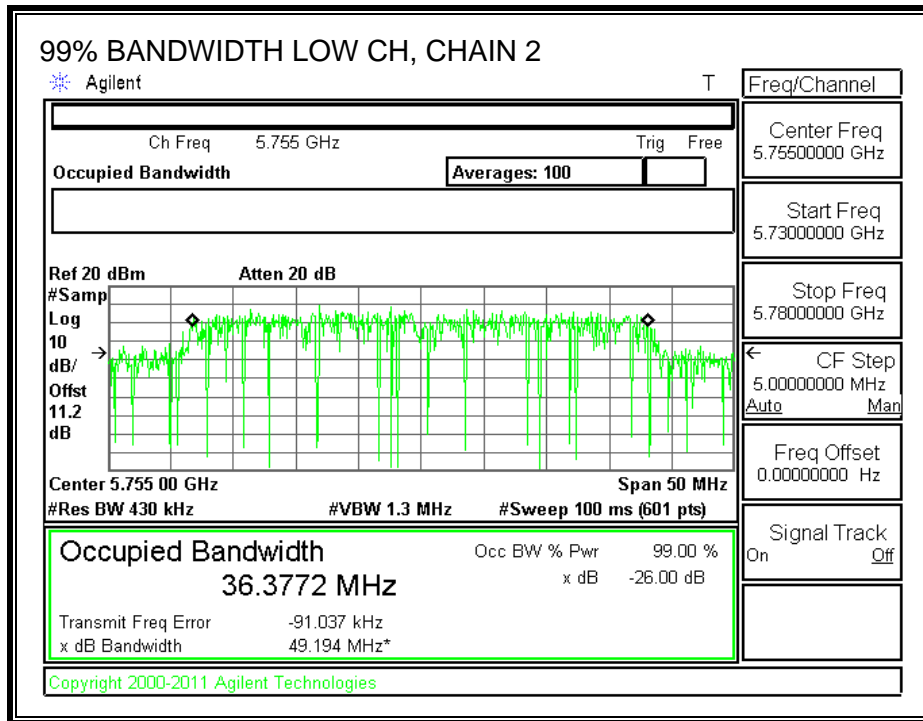 99% BANDWIDTH LOW CH, CHAIN 2
Agilent T
Ch Freq 5.755 GHz Trig Free
Occupied Bandwidth Averages: 100
Ref 20 dBm Atten 20 dB
#Samp
Log
10
dB/
Offst
11.2
dB
Center 5.755 00 GHz Span 50 MHz
#Res BW 430 kHz #VBW 1.3 MHz #Sweep 100 ms (601 pts)
Occupied Bandwidth Occ BW % Pwr 99.00 %
36.3772 MHz x dB -26.00 dB
Transmit Freq Error -91.037 kHz
x dB Bandwidth 49.194 MHz*
Copyright 2000-2011 Agilent Technologies
Freq/Channel
Center Freq
5.75500000 GHz
Start Freq
5.73000000 GHz
Stop Freq
5.78000000 GHz
CF Step
5.00000000 MHz
Auto Man
Freq Offset
0.00000000 Hz
Signal Track
On Off